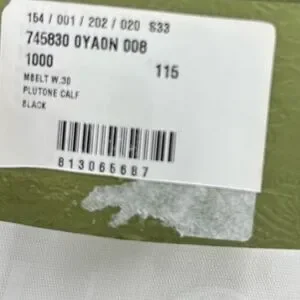 154 / 001 / 202 / 020 S33
745830 0YA0N 008
1000 115
MBELT W.30
PLUTONE CALF
BLACK
813065687